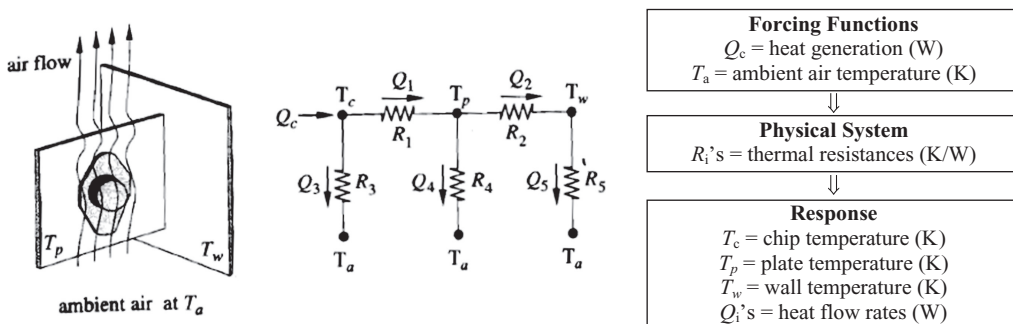 air flow
T_p
T_w
ambient air at T_a
Q_c
T_c
Q_1
R_1
T_p
Q_2
R_2
T_w
Q_3
R_3
Q_4
R_4
Q_5
R_5
T_a
T_a
T_a
Forcing Functions
Q_c = heat generation (W)
T_a = ambient air temperature (K)
⇓
Physical System
R_i's = thermal resistances (K/W)
⇓
Response
T_c = chip temperature (K)
T_p = plate temperature (K)
T_w = wall temperature (K)
Q_i's = heat flow rates (W)